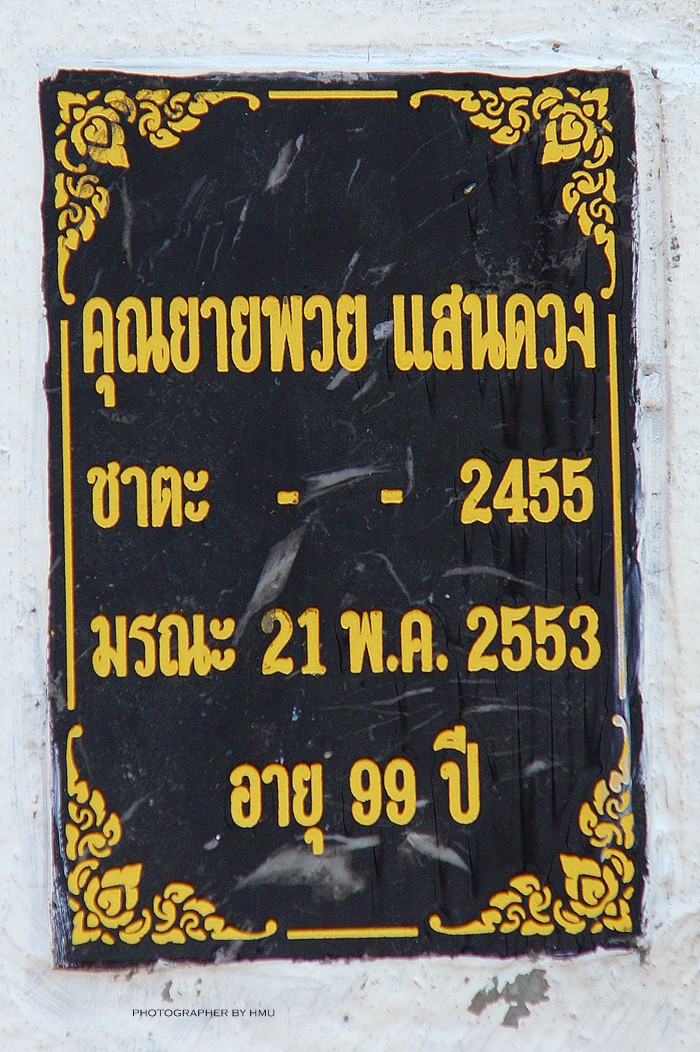 คุณยายพวย แสนดวง
ชาตะ - - 2455
มรณะ 21 พ.ค. 2553
อายุ 99 ปี
PHOTOGRAPHER BY HMU